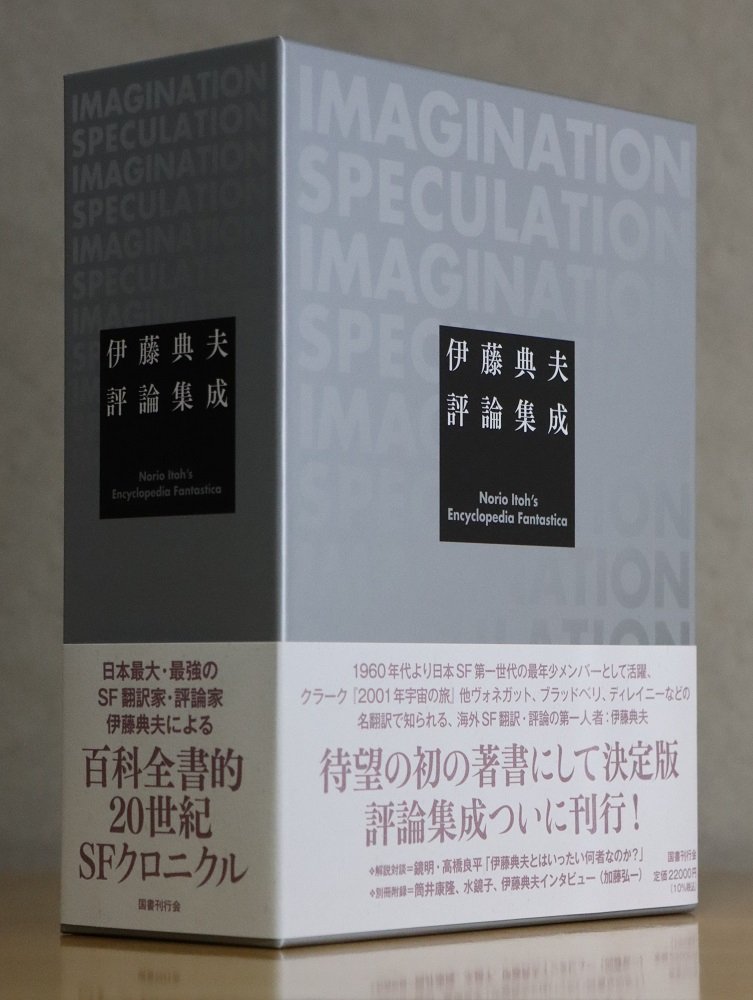 IMAGINATION
SPECULATION
IMAGINATION
SPECULATION
IMAGINATION
SPECULATION
IMAGINATION
伊藤典夫
評論集成
Norio Itoh's
Encyclopedia Fantastica
日本最大・最強の
SF翻訳家・評論家
伊藤典夫による
百科全書的
20世紀
SFクロニクル
国書刊行会
IMAGINATION
SPECULATION
IMAGINATION
SPECULATION
IMAGINATION
伊藤典夫
評論集成
Norio Itoh's
Encyclopedia Fantastica
ON
NATION
LATION
1960年代より日本SF第一世代の最年少メンバーとして活躍、
クラーク『2001年宇宙の旅』他ヴォネガット、ブラッドベリ、ディレイニーなどの
名翻訳で知られる、海外SF翻訳・評論の第一人者:伊藤典夫
待望の初の著書にして決定版
評論集成ついに刊行!
❖解説対談=鏡明・高橋良平「伊藤典夫とはいったい何者なのか?」
❖別冊附録=筒井康隆、水鏡子、伊藤典夫インタビュー(加藤弘一)
国書刊行会
定価22000円
(10%税込)